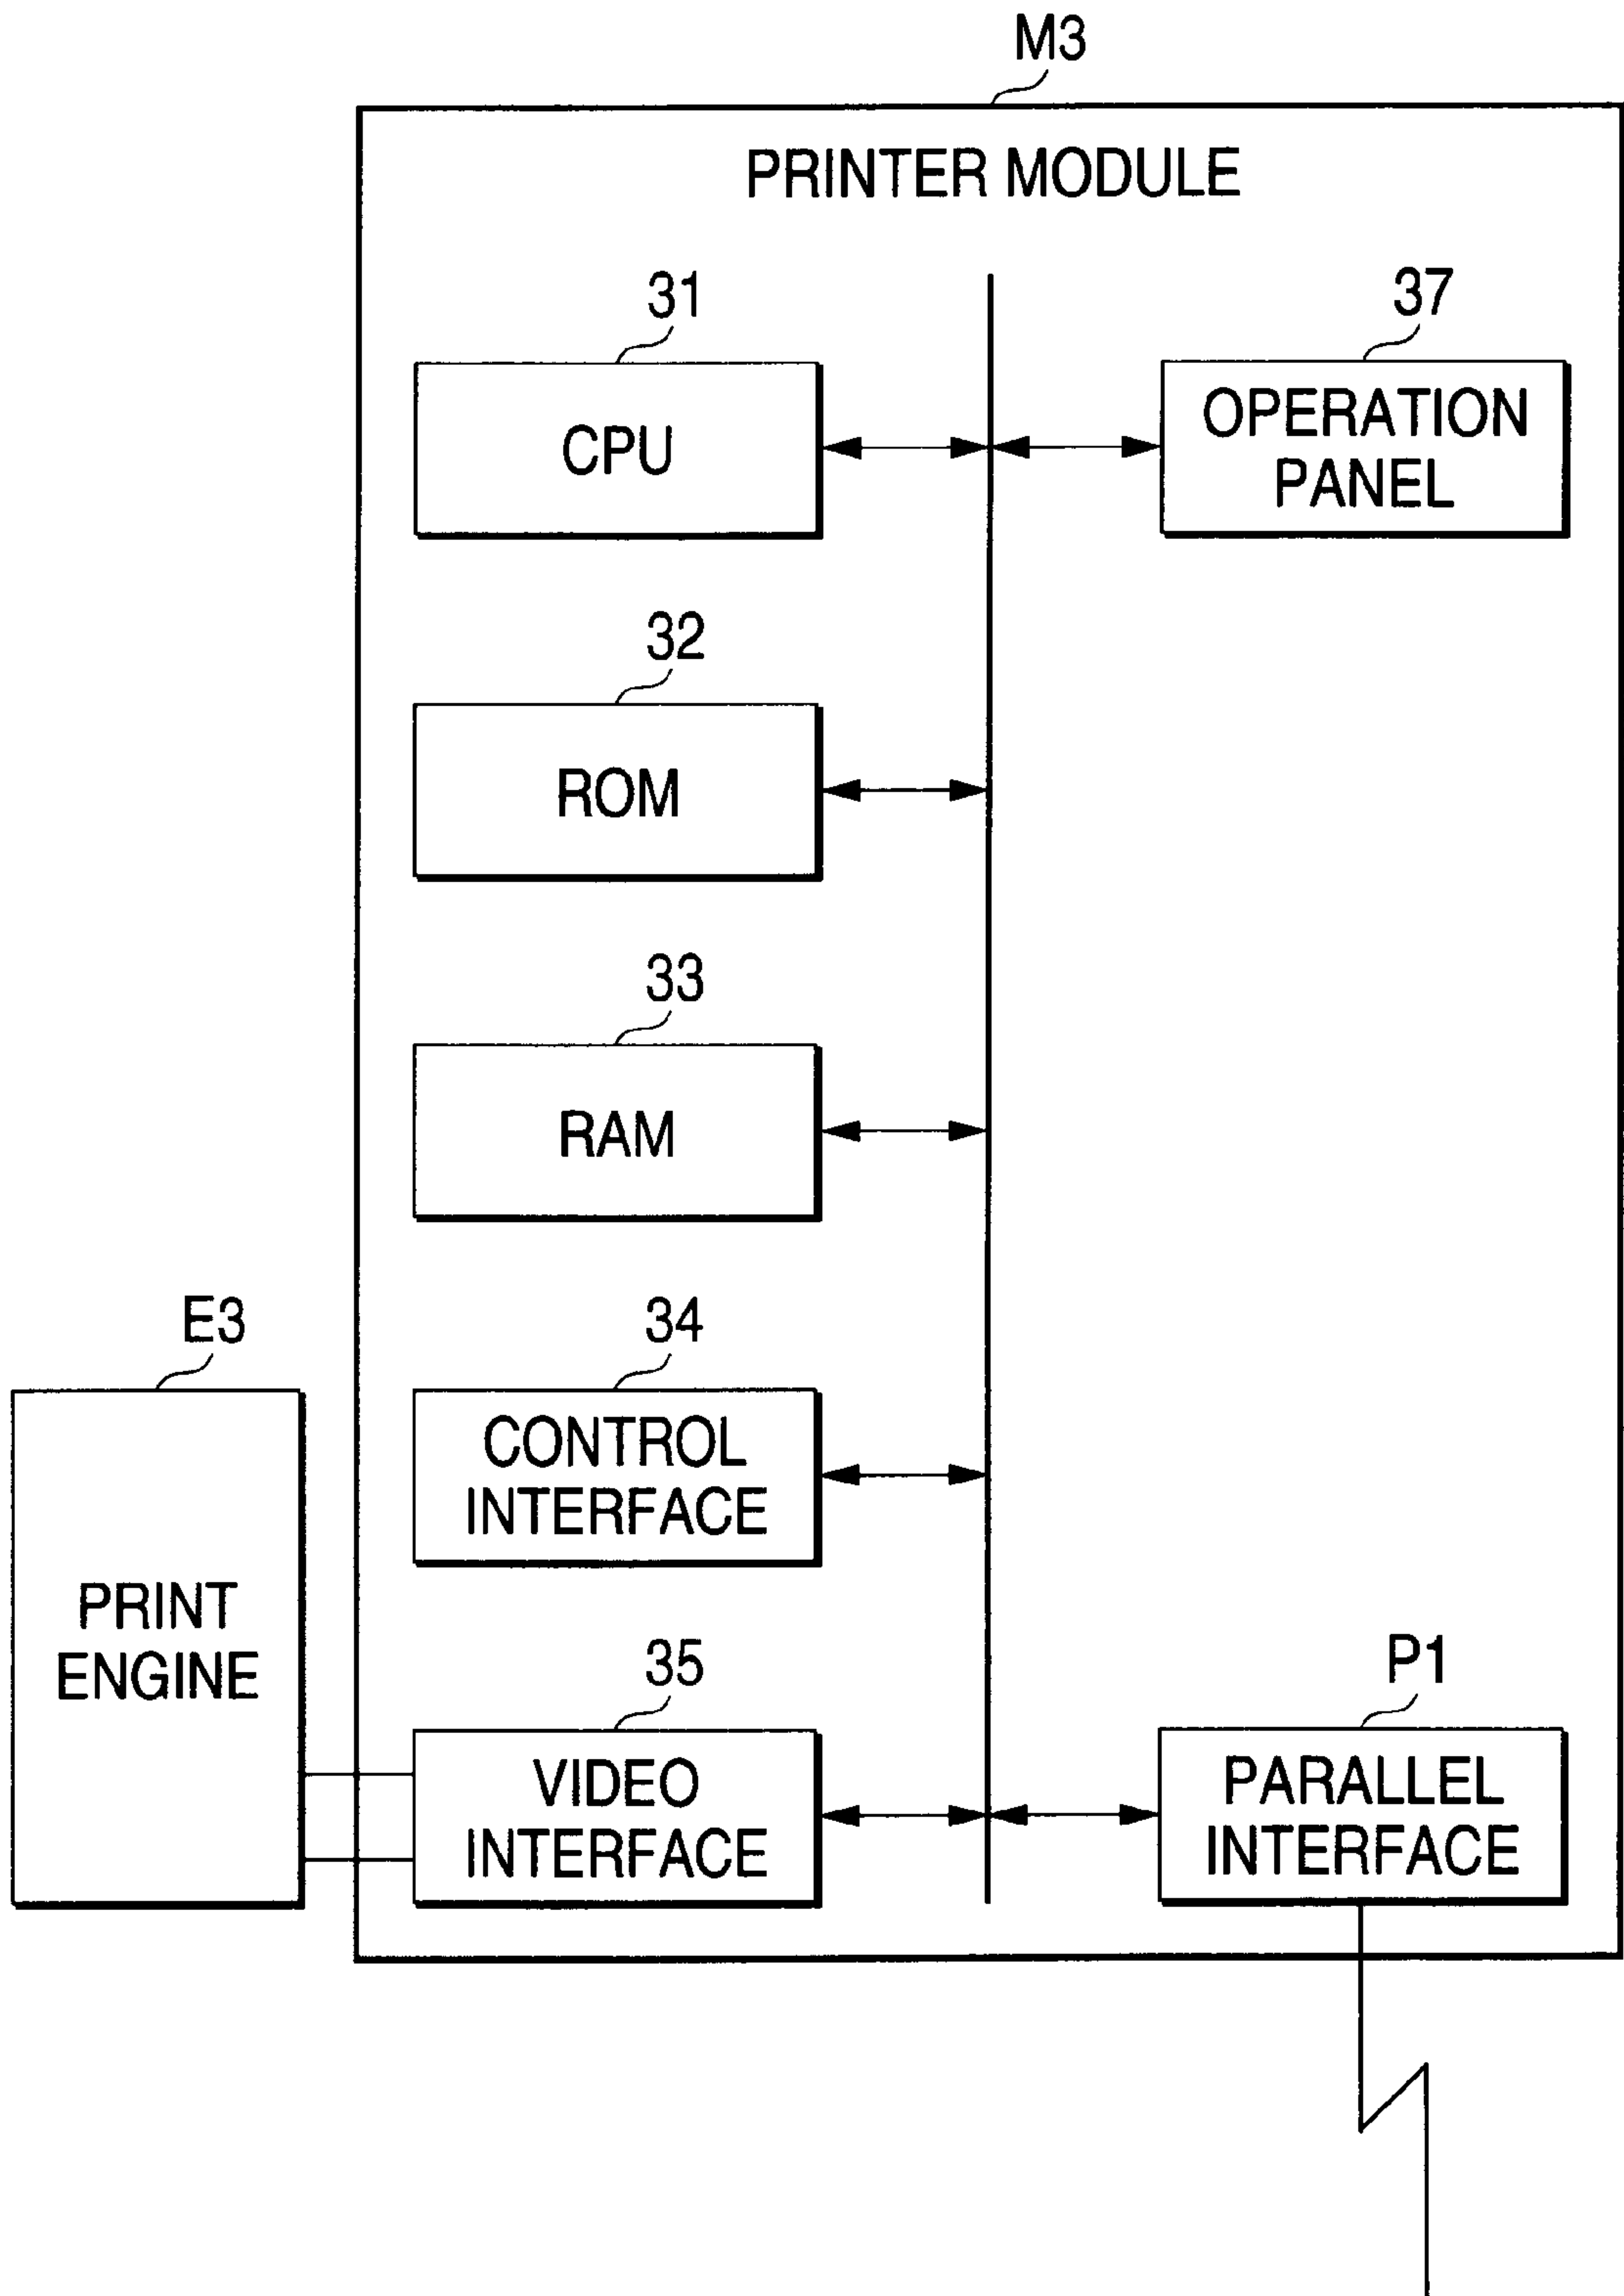 M3
PRINTER MODULE
31
CPU
37
OPERATION
PANEL
32
ROM
33
RAM
E3
PRINT
ENGINE
34
CONTROL
INTERFACE
35
VIDEO
INTERFACE
P1
PARALLEL
INTERFACE